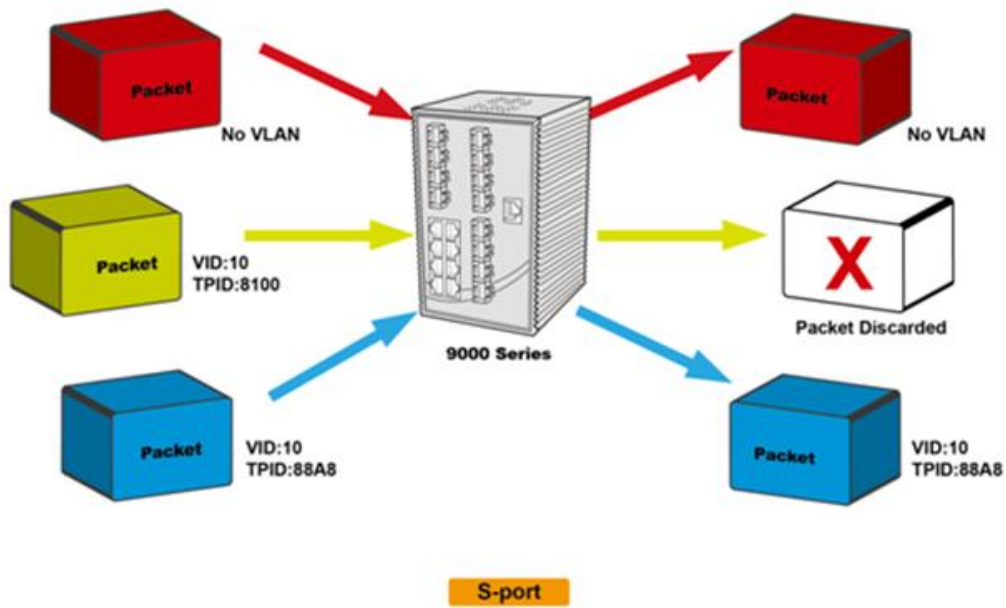 Packet
No VLAN
Packet
No VLAN
Packet
VID:10
TPID:8100
X
Packet Discarded
9000 Series
Packet
VID:10
TPID:88A8
Packet
VID:10
TPID:88A8
S-port